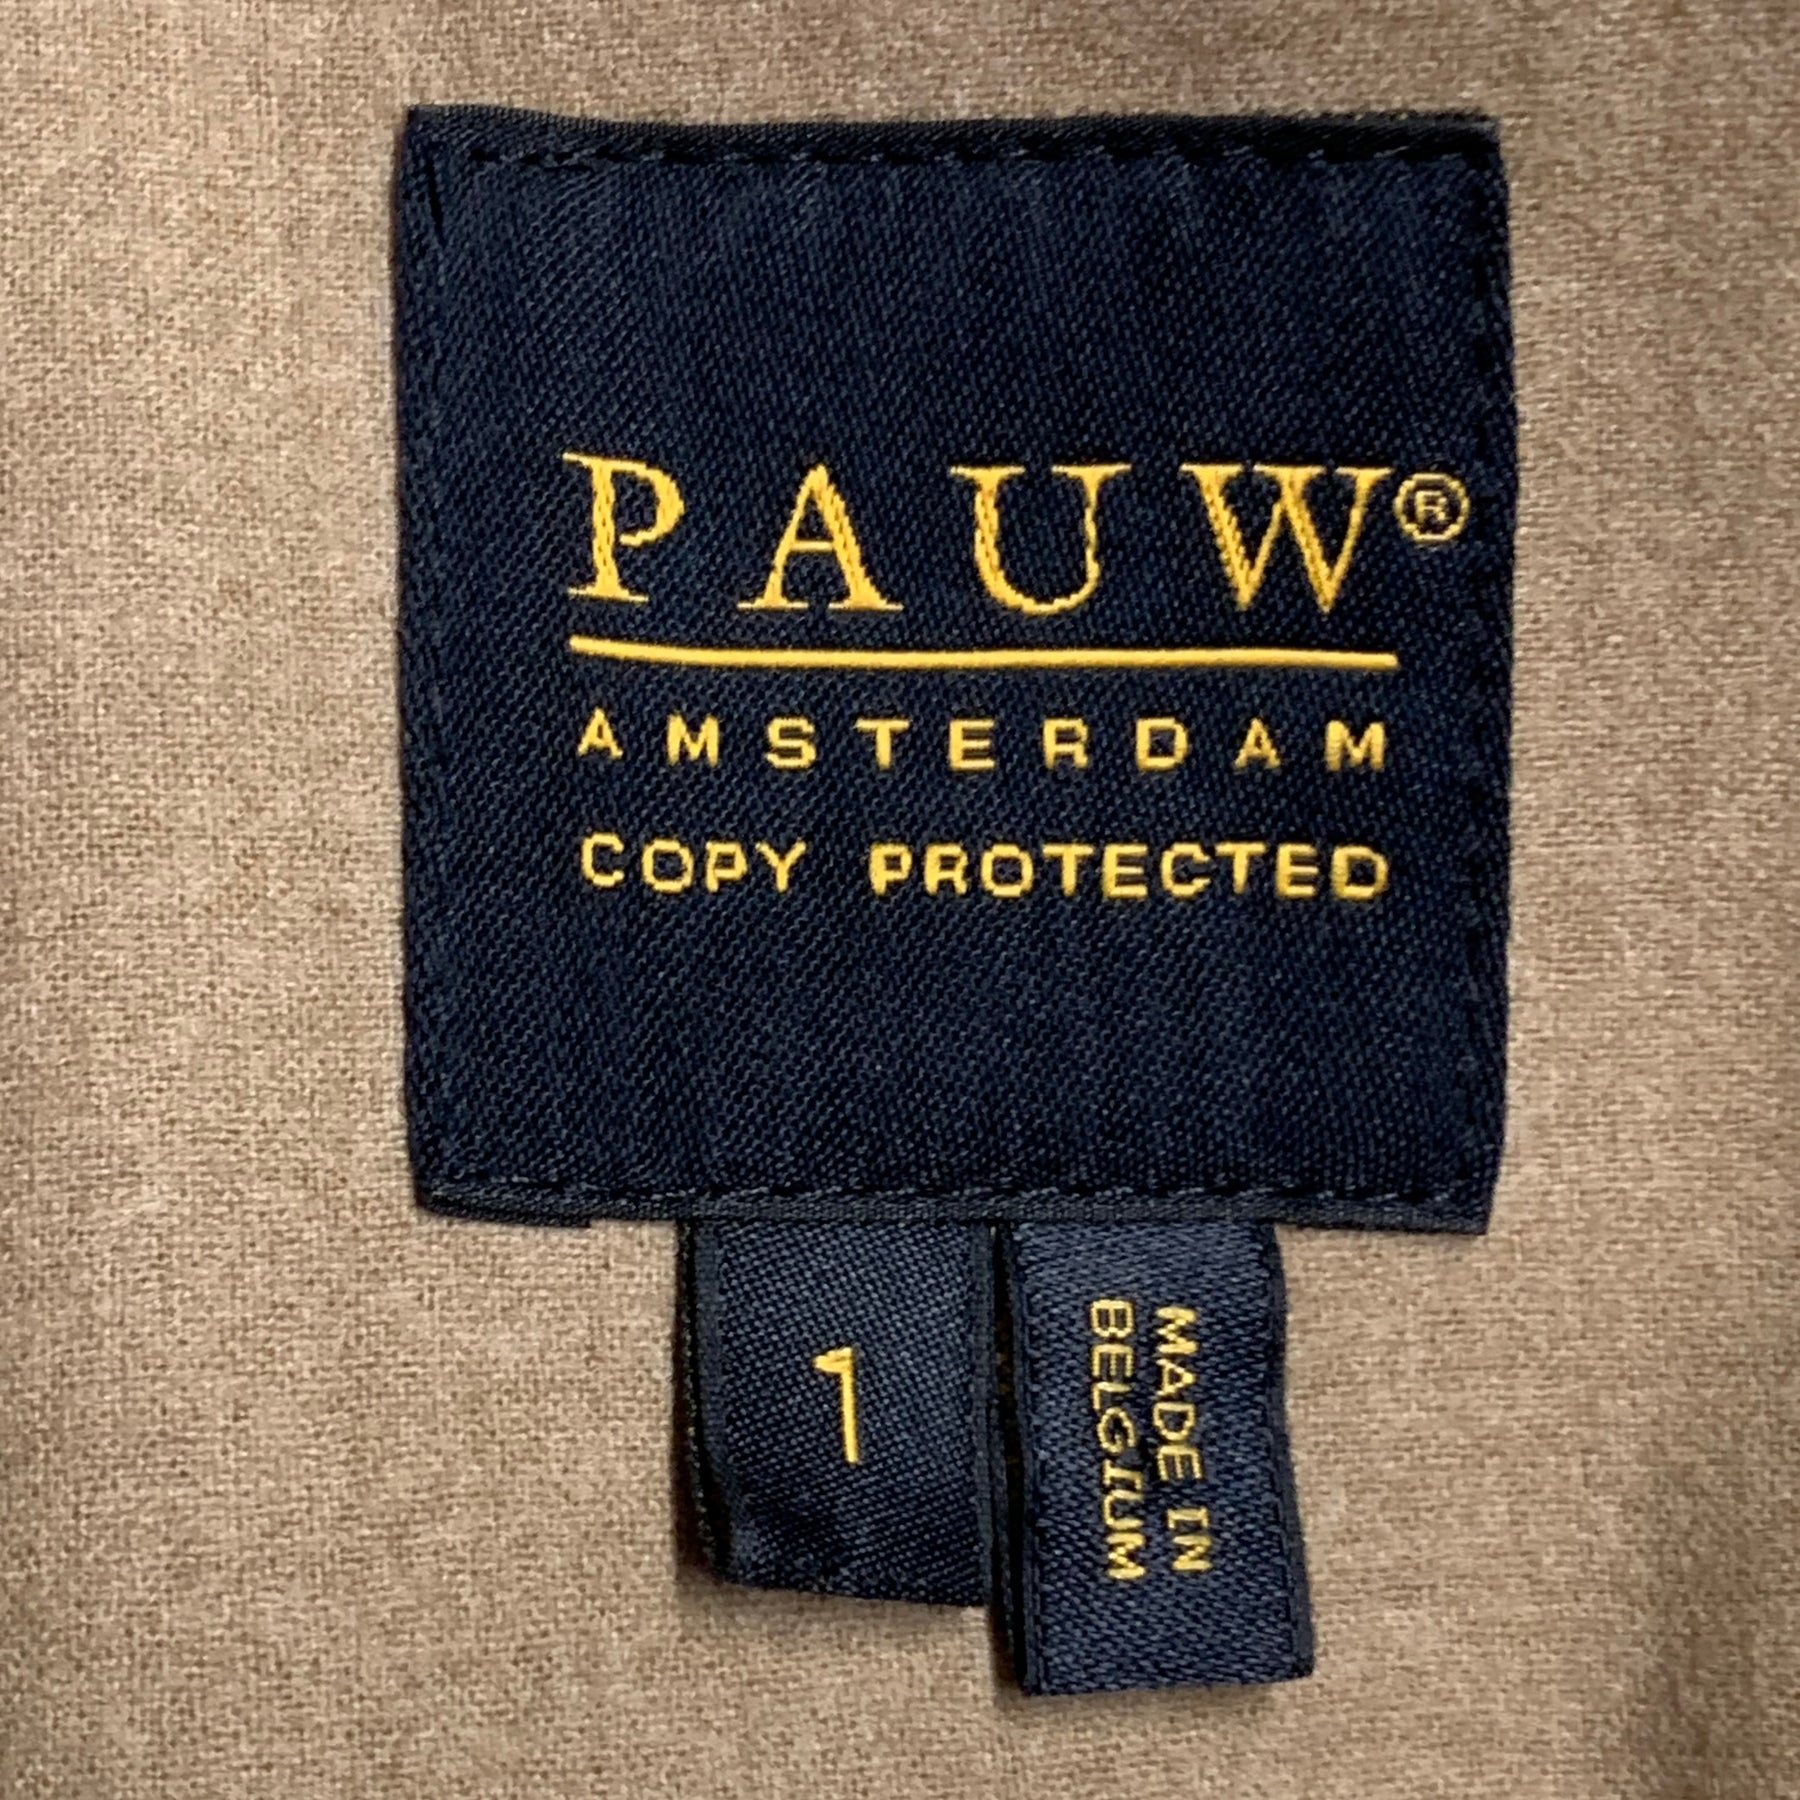 PAUW®
AMSTERDAM
COPY PROTECTED
1
MADE IN
BELGIUM